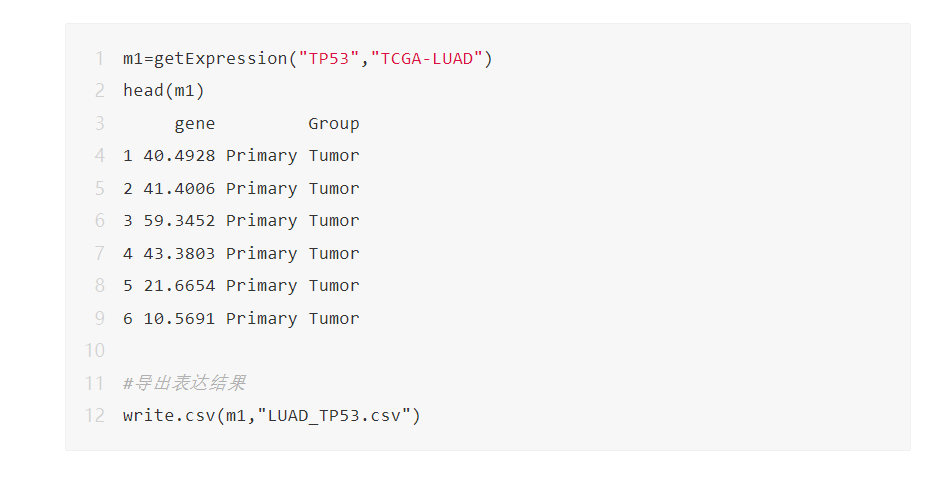 1 m1=getExpression("TP53","TCGA-LUAD")
2 head(m1)
3      gene         Group
4 1 40.4928 Primary Tumor
5 2 41.4006 Primary Tumor
6 3 59.3452 Primary Tumor
7 4 43.3803 Primary Tumor
8 5 21.6654 Primary Tumor
9 6 10.5691 Primary Tumor
10
11 #导出表达结果
12 write.csv(m1,"LUAD_TP53.csv")